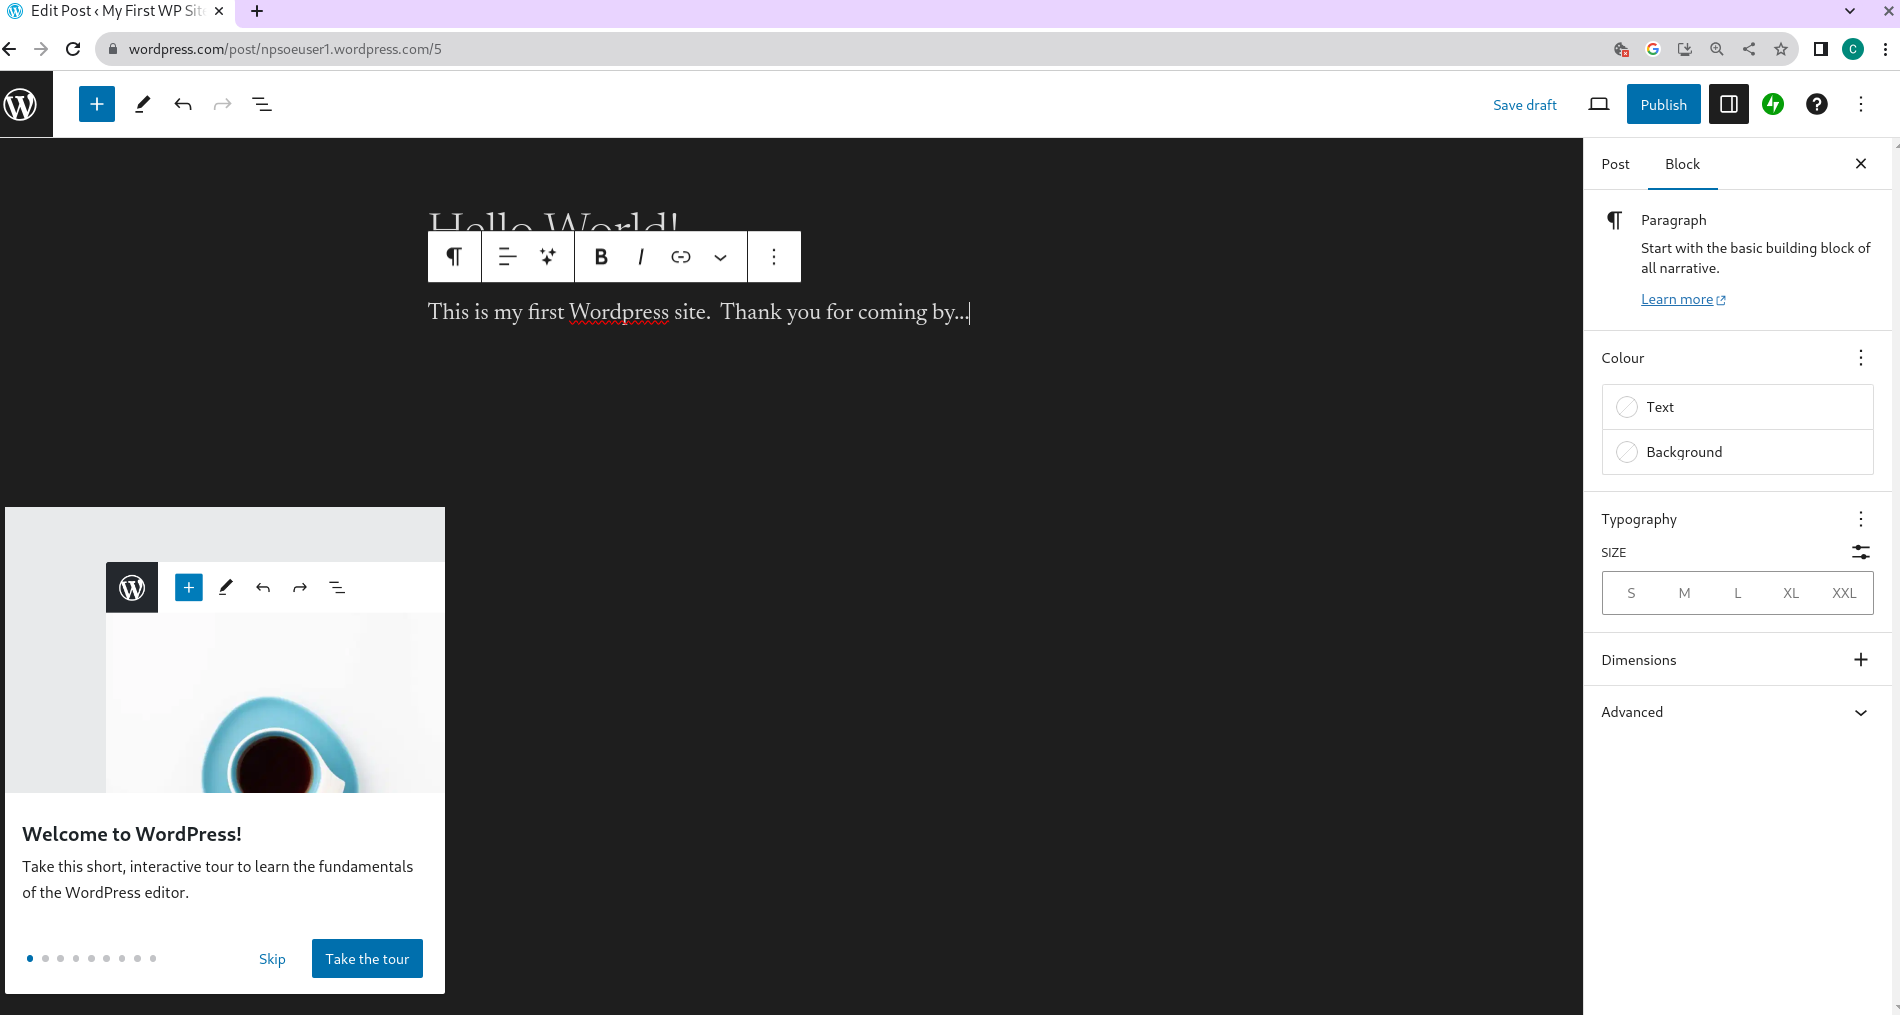 Edit Post ‹ My First WP Sit
wordpress.com/post/npsoeuser1.wordpress.com/5
C
Save draft
Publish
Post
Block
Hello World!
B I
This is my first Wordpress site. Thank you for coming by...
Paragraph
Start with the basic building block of
all narrative.
Learn more
Colour
Text
Background
Typography
SIZE
S M L XL XXL
Dimensions
Advanced
Welcome to WordPress!
Take this short, interactive tour to learn the fundamentals
of the WordPress editor.
Skip
Take the tour